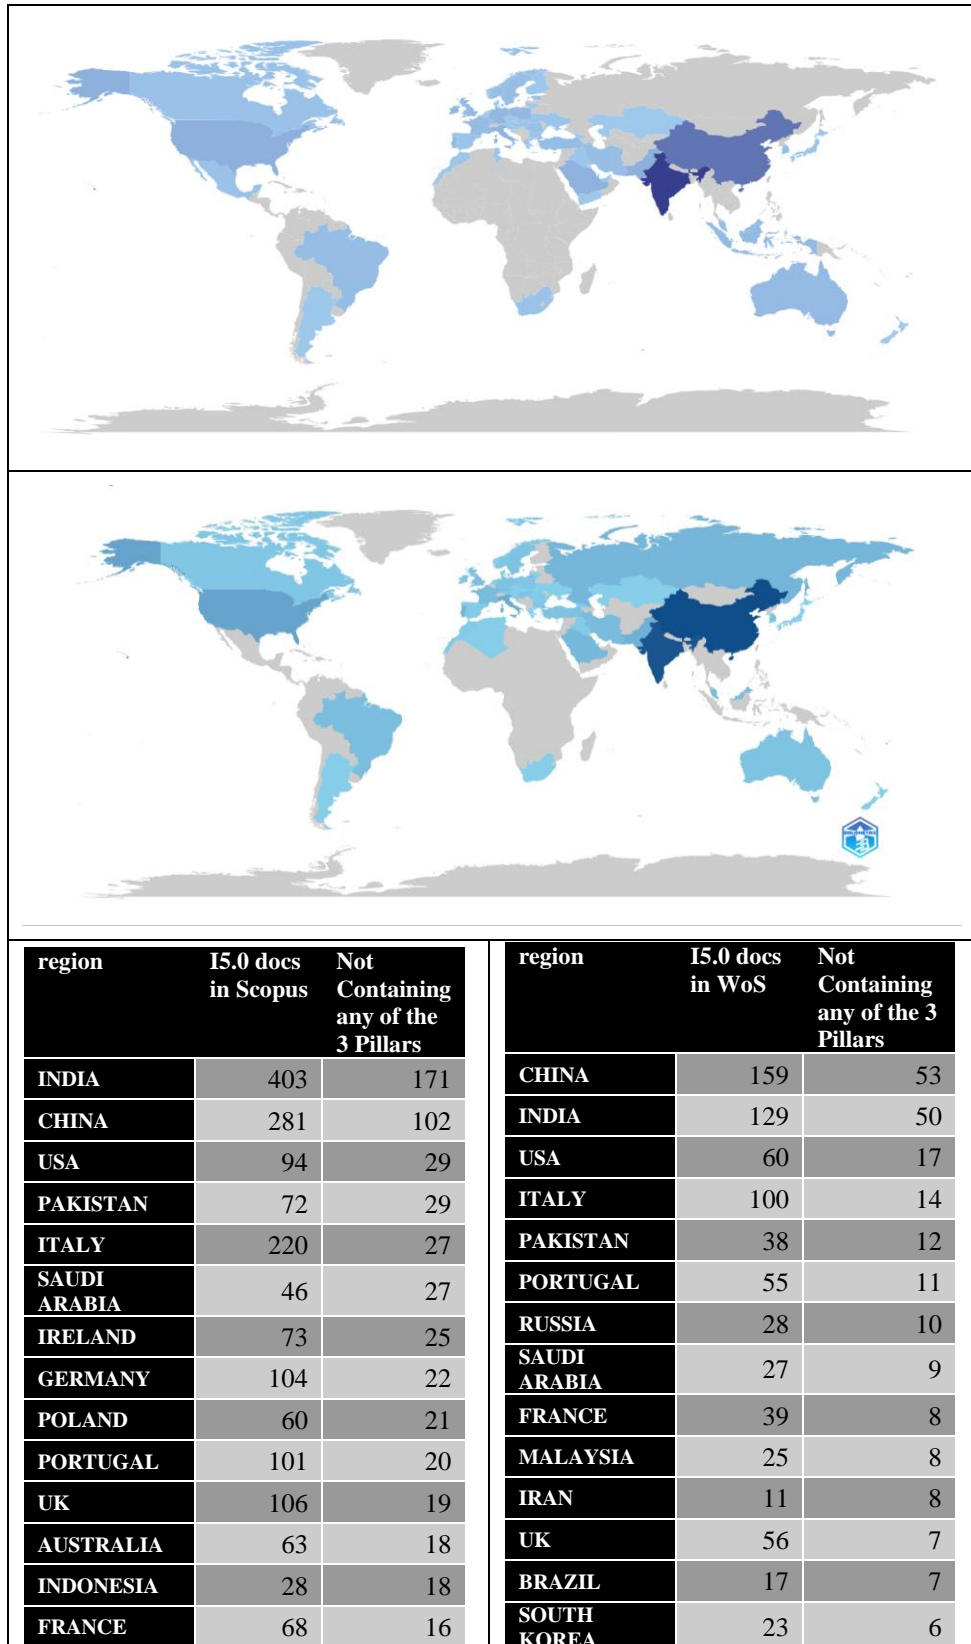 region I5.0 docs in Scopus Not Containing any of the 3 Pillars
INDIA 403 171
CHINA 281 102
USA 94 29
PAKISTAN 72 29
ITALY 220 27
SAUDI ARABIA 46 27
IRELAND 73 25
GERMANY 104 22
POLAND 60 21
PORTUGAL 101 20
UK 106 19
AUSTRALIA 63 18
INDONESIA 28 18
FRANCE 68 16
region I5.0 docs in WoS Not Containing any of the 3 Pillars
CHINA 159 53
INDIA 129 50
USA 60 17
ITALY 100 14
PAKISTAN 38 12
PORTUGAL 55 11
RUSSIA 28 10
SAUDI ARABIA 27 9
FRANCE 39 8
MALAYSIA 25 8
IRAN 11 8
UK 56 7
BRAZIL 17 7
SOUTH KOREA 23 6